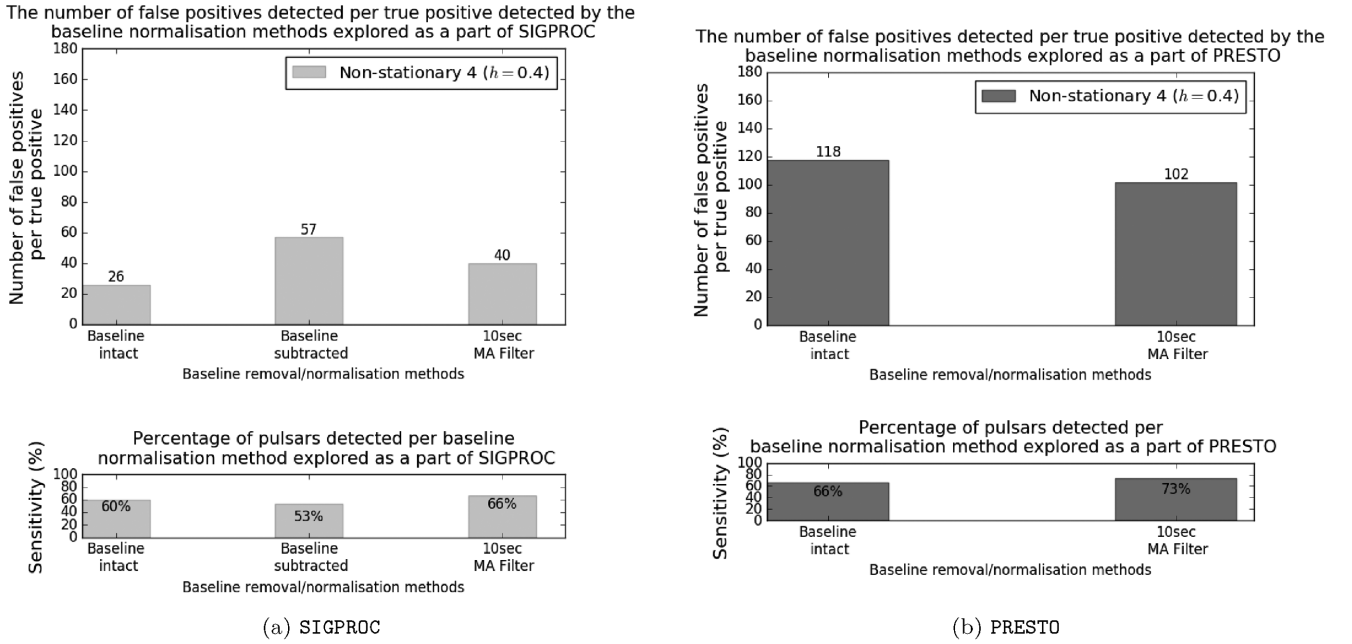 The number of false positives detected per true positive detected by the
baseline normalisation methods explored as a part of SIGPROC
Number of false positives
per true positive
180
160
140
120
100
80
60
40
20
0
Non-stationary 4 (h = 0.4)
26
57
40
Baseline
intact
Baseline
subtracted
10sec
MA Filter
Baseline removal/normalisation methods
Percentage of pulsars detected per baseline
normalisation method explored as a part of SIGPROC
Sensitivity (%)
100
80
60
40
20
0
60%
53%
66%
Baseline
intact
Baseline
subtracted
10sec
MA Filter
Baseline removal/normalisation methods
(a) SIGPROC
The number of false positives detected per true positive detected by the
baseline normalisation methods explored as a part of PRESTO
Number of false positives
per true positive
180
160
140
120
100
80
60
40
20
0
Non-stationary 4 (h = 0.4)
118
102
Baseline
intact
10sec
MA Filter
Baseline removal/normalisation methods
Percentage of pulsars detected per
baseline normalisation method explored as a part of PRESTO
Sensitivity (%)
100
80
60
40
20
0
66%
73%
Baseline
intact
10sec
MA Filter
Baseline removal/normalisation methods
(b) PRESTO